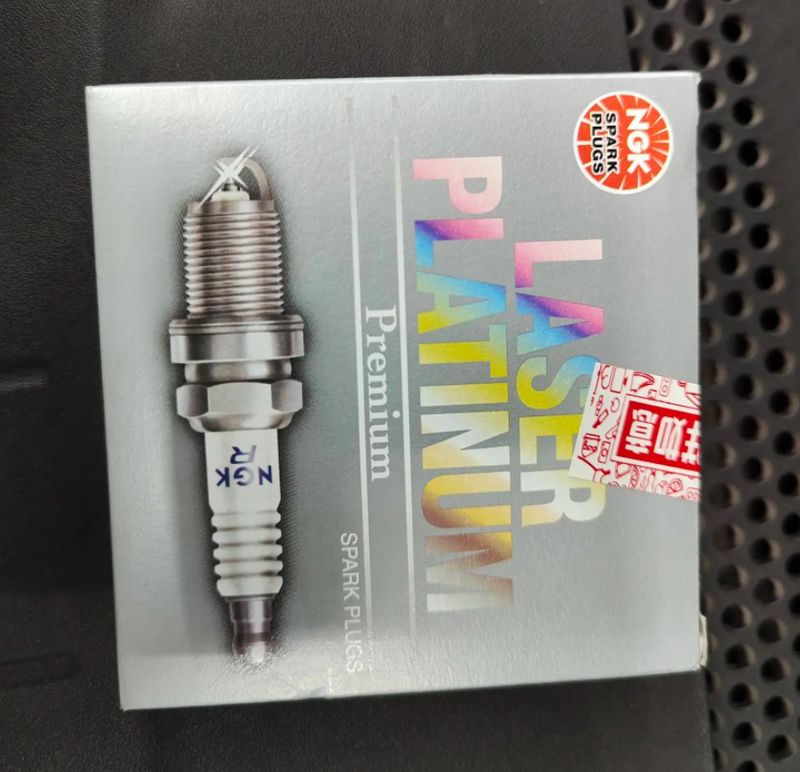 NGK
SPARK
PLUGS
LASER
PLATINUM
Premium
SPARK PLUGS
NGK
R